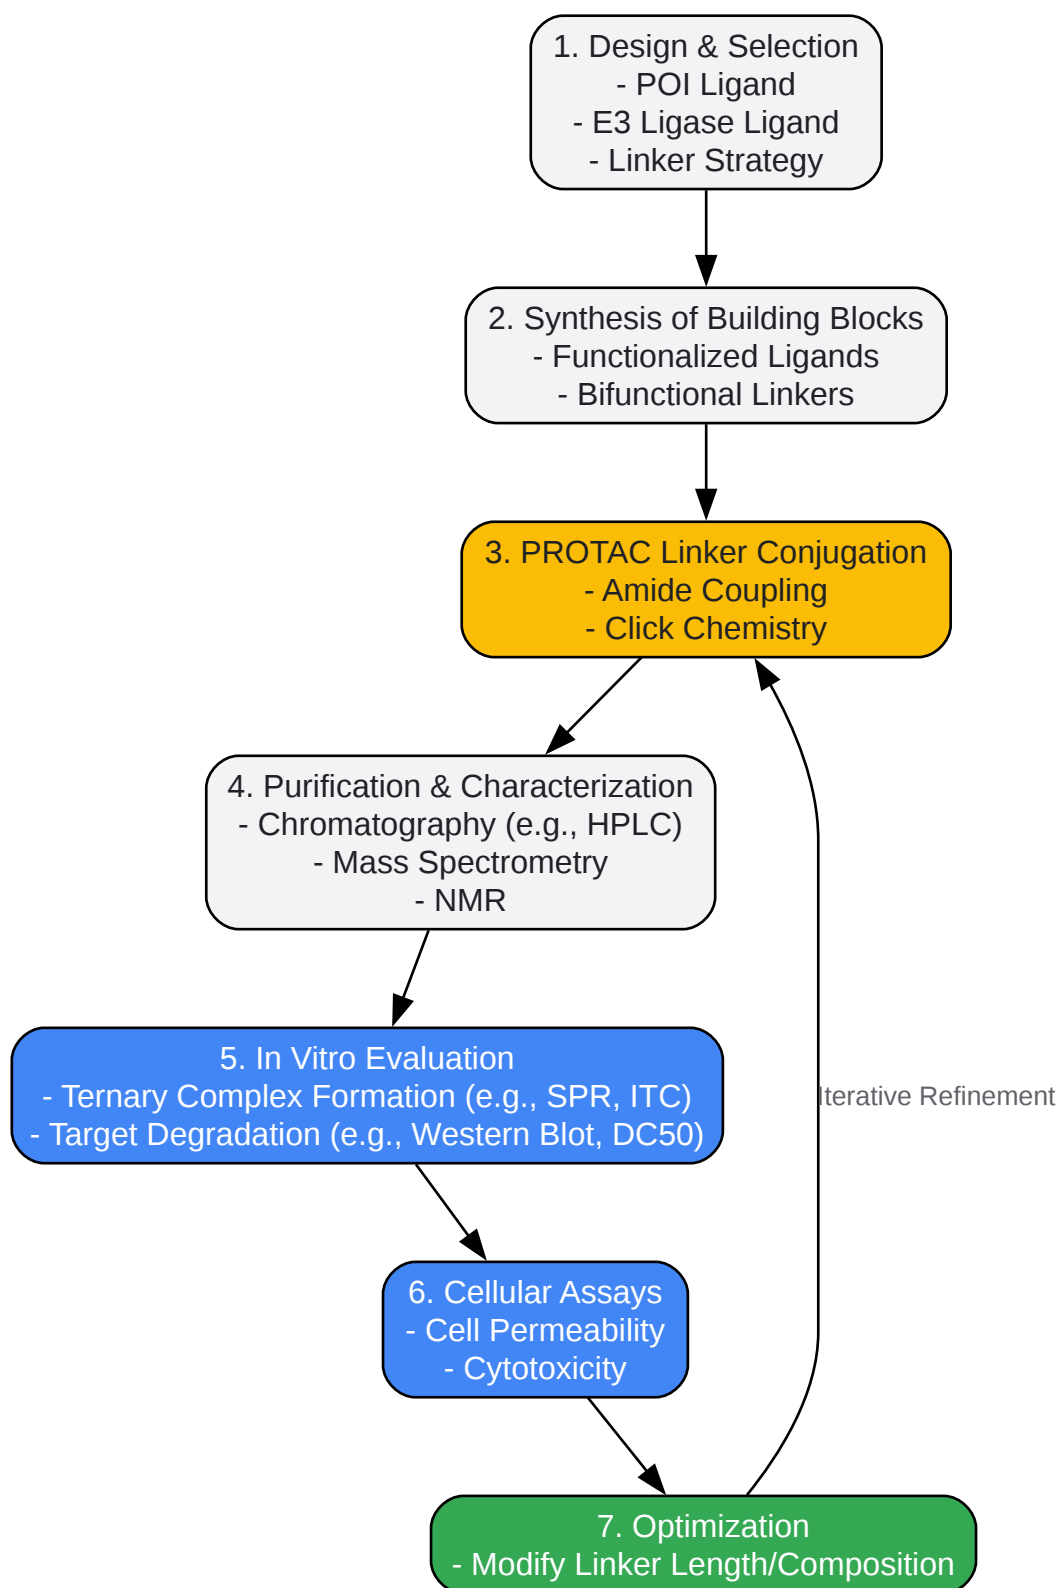 1. Design & Selection
- POI Ligand
- E3 Ligase Ligand
- Linker Strategy
2. Synthesis of Building Blocks
- Functionalized Ligands
- Bifunctional Linkers
3. PROTAC Linker Conjugation
- Amide Coupling
- Click Chemistry
4. Purification & Characterization
- Chromatography (e.g., HPLC)
- Mass Spectrometry
- NMR
5. In Vitro Evaluation
- Ternary Complex Formation (e.g., SPR, ITC)
- Target Degradation (e.g., Western Blot, DC50)
Iterative Refinement
6. Cellular Assays
- Cell Permeability
- Cytotoxicity
7. Optimization
- Modify Linker Length/Composition